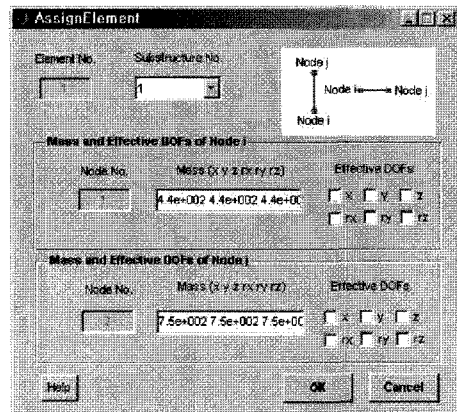 AssignElement
Element No. Substructure No.
1 1
Node j
Node i Node j
Node i
Mass and Effective DOFs of Node i
Node No. Mass (x y z rx ry rz) Effective DOFs
1 4.4e+002 4.4e+002 4.4e+00 x y z
rx ry rz
Mass and Effective DOFs of Node j
Node No. Mass (x y z rx ry rz) Effective DOFs
2 7.5e+002 7.5e+002 7.5e+00 x y z
rx ry rz
Help OK Cancel